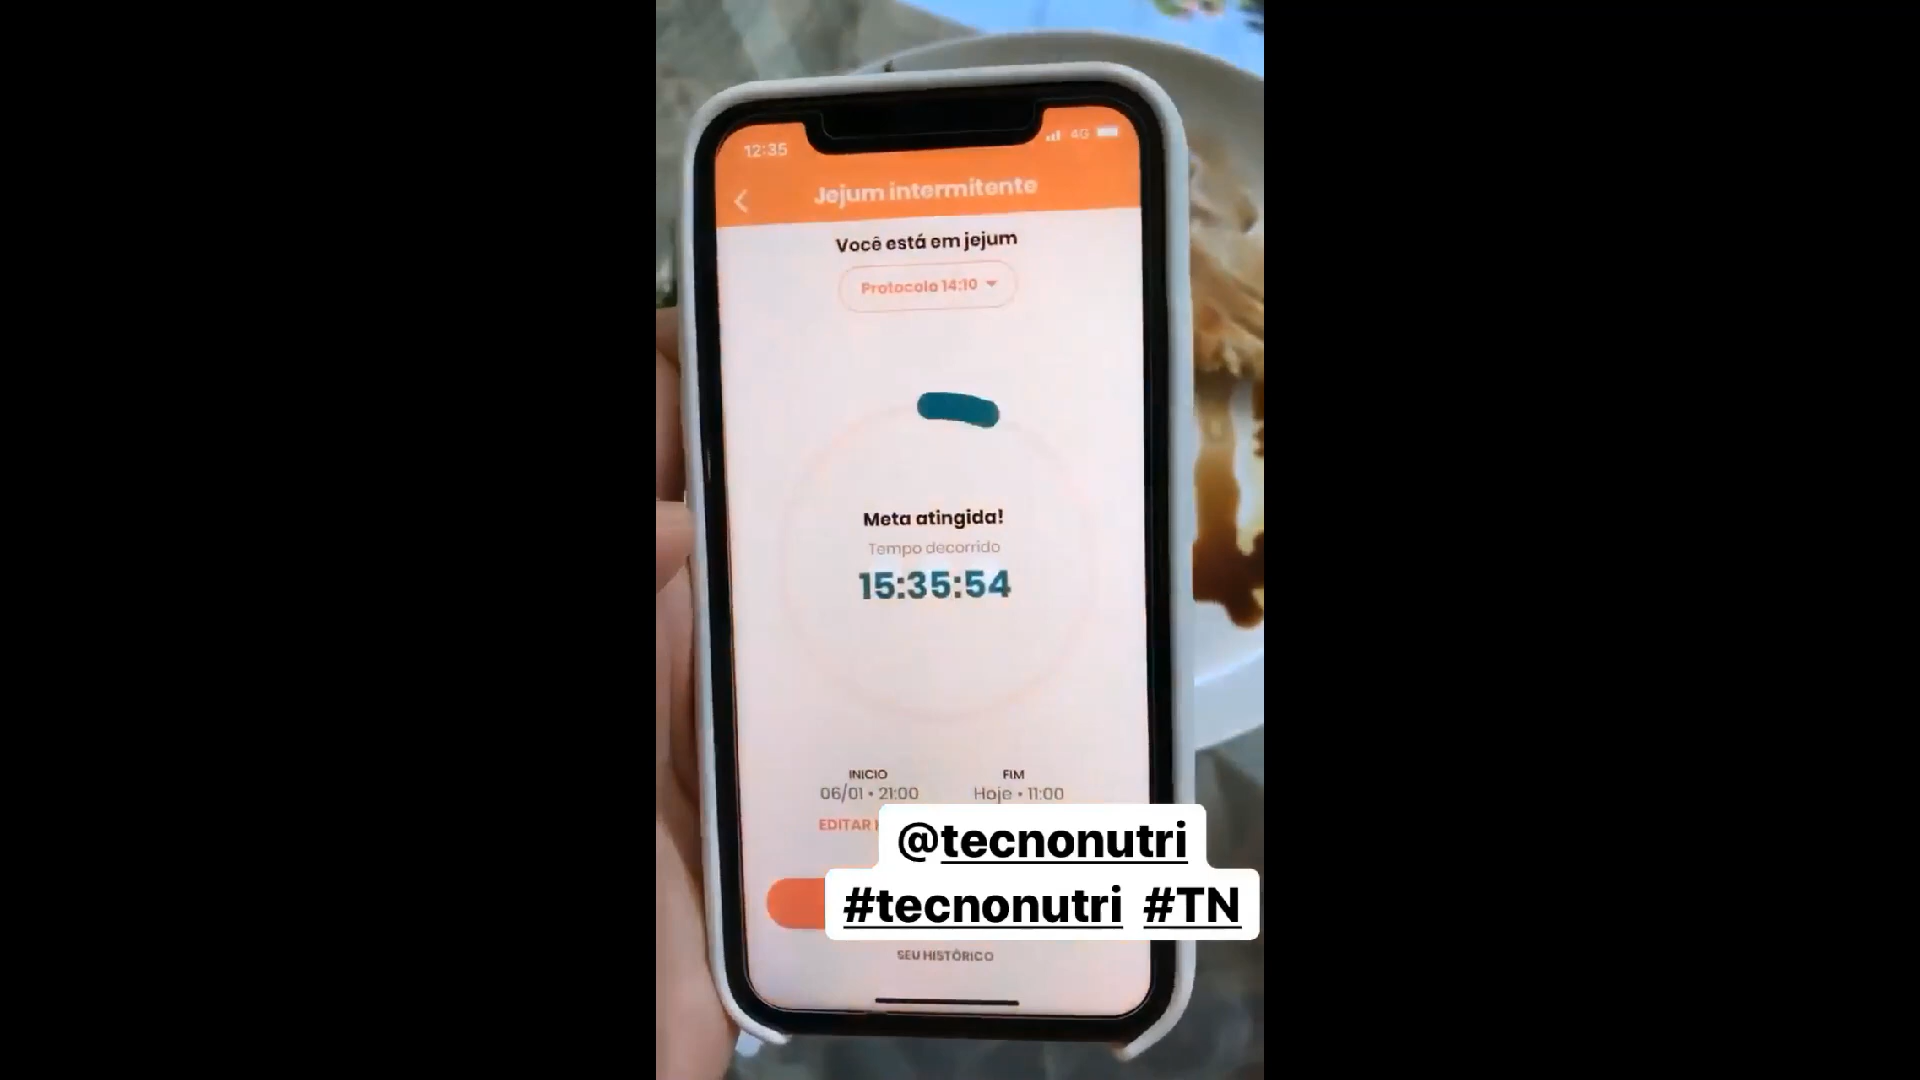 12:35
4G
Jejum intermitente
Você está em jejum
Protocolo 14:10
Meta atingida!
Tempo decorrido
15:35:54
INICIO FIM
06/01 • 21:00 Hoje • 11:00
EDITAR
@tecnonutri
#tecnonutri #TN
SEU HISTÓRICO